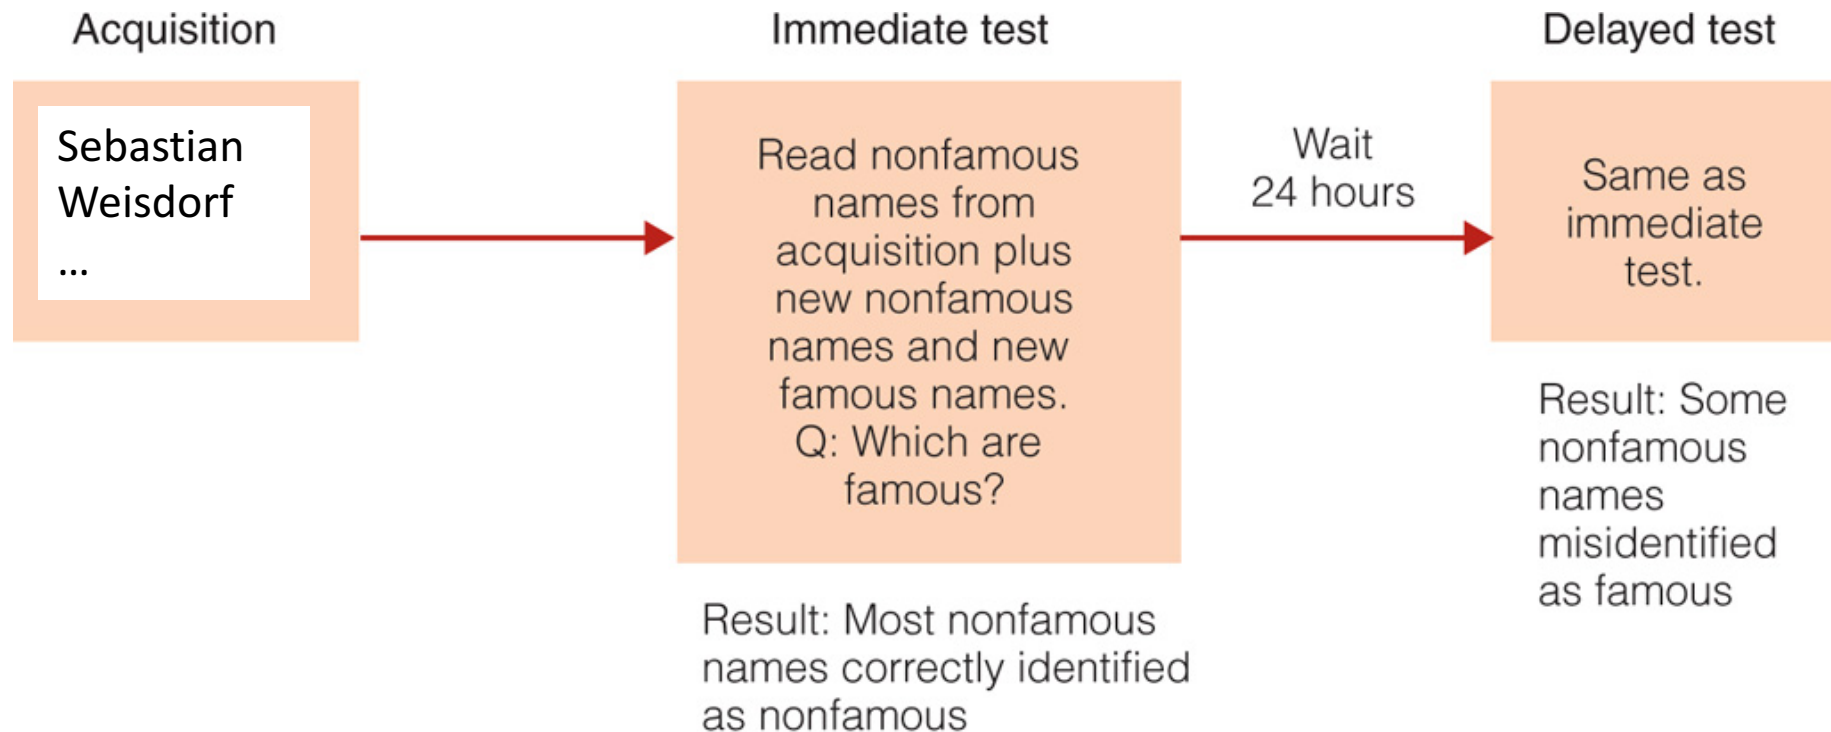 Acquisition
Sebastian
Weisdorf
...
Immediate test
Read nonfamous
names from
acquisition plus
new nonfamous
names and new
famous names.
Q: Which are
famous?
Result: Most nonfamous
names correctly identified
as nonfamous
Wait
24 hours
Delayed test
Same as
immediate
test.
Result: Some
nonfamous
names
misidentified
as famous